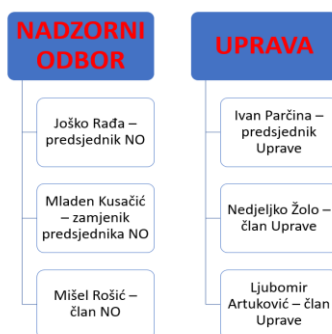 NADZORNI
ODBOR
Joško Rađa –
predsjednik NO
Mladen Kusačić
– zamjenik
predsjednika NO
Mišel Rošić –
član NO
UPRAVA
Ivan Parčina –
predsjednik
Uprave
Nedjeljko Žolo –
član Uprave
Ljubomir
Artuković – član
Uprave